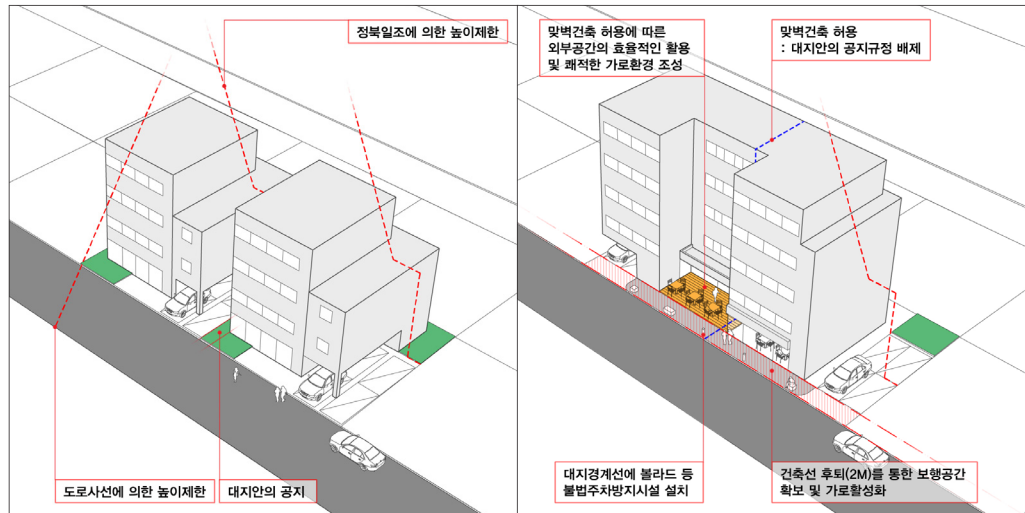 정북일조에 의한 높이제한
도로사선에 의한 높이제한
대지안의 공지
맞벽건축 허용에 따른
외부공간의 효율적인 활용
및 쾌적한 가로환경 조성
맞벽건축 허용
: 대지안의 공지규정 배제
대지경계선에 볼라드 등
불법주차방지시설 설치
건축선 후퇴(2M)를 통한 보행공간
확보 및 가로활성화